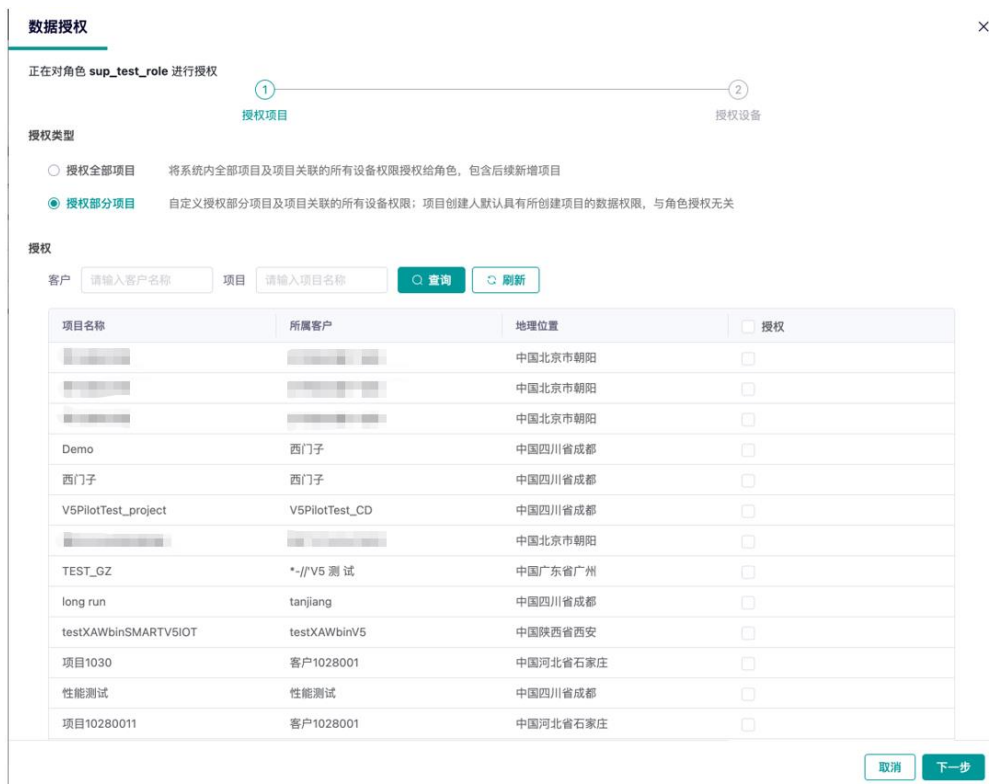 数据授权
正在对角色 sup_test_role 进行授权
1 2
授权项目 授权设备
授权类型
授权全部项目 将系统内全部项目及项目关联的所有设备权限授权给角色，包含后续新增项目
授权部分项目 自定义授权部分项目及项目关联的所有设备权限；项目创建人默认具有所创建项目的数据权限，与角色授权无关
授权
客户 请输入客户名称 项目 请输入项目名称 查询 刷新
项目名称 所属客户 地理位置 授权
中国北京市朝阳
中国北京市朝阳
中国北京市朝阳
Demo 西门子 中国四川省成都
西门子 西门子 中国四川省成都
V5PilotTest_project V5PilotTest_CD 中国四川省成都
中国北京市朝阳
TEST_GZ *-//'V5 测 试 中国广东省广州
long run tanjiang 中国四川省成都
testXAWbinSMARTV5IOT testXAWbinV5 中国陕西省西安
项目1030 客户1028001 中国河北省石家庄
性能测试 性能测试 中国四川省成都
项目10280011 客户1028001 中国河北省石家庄
取消 下一步